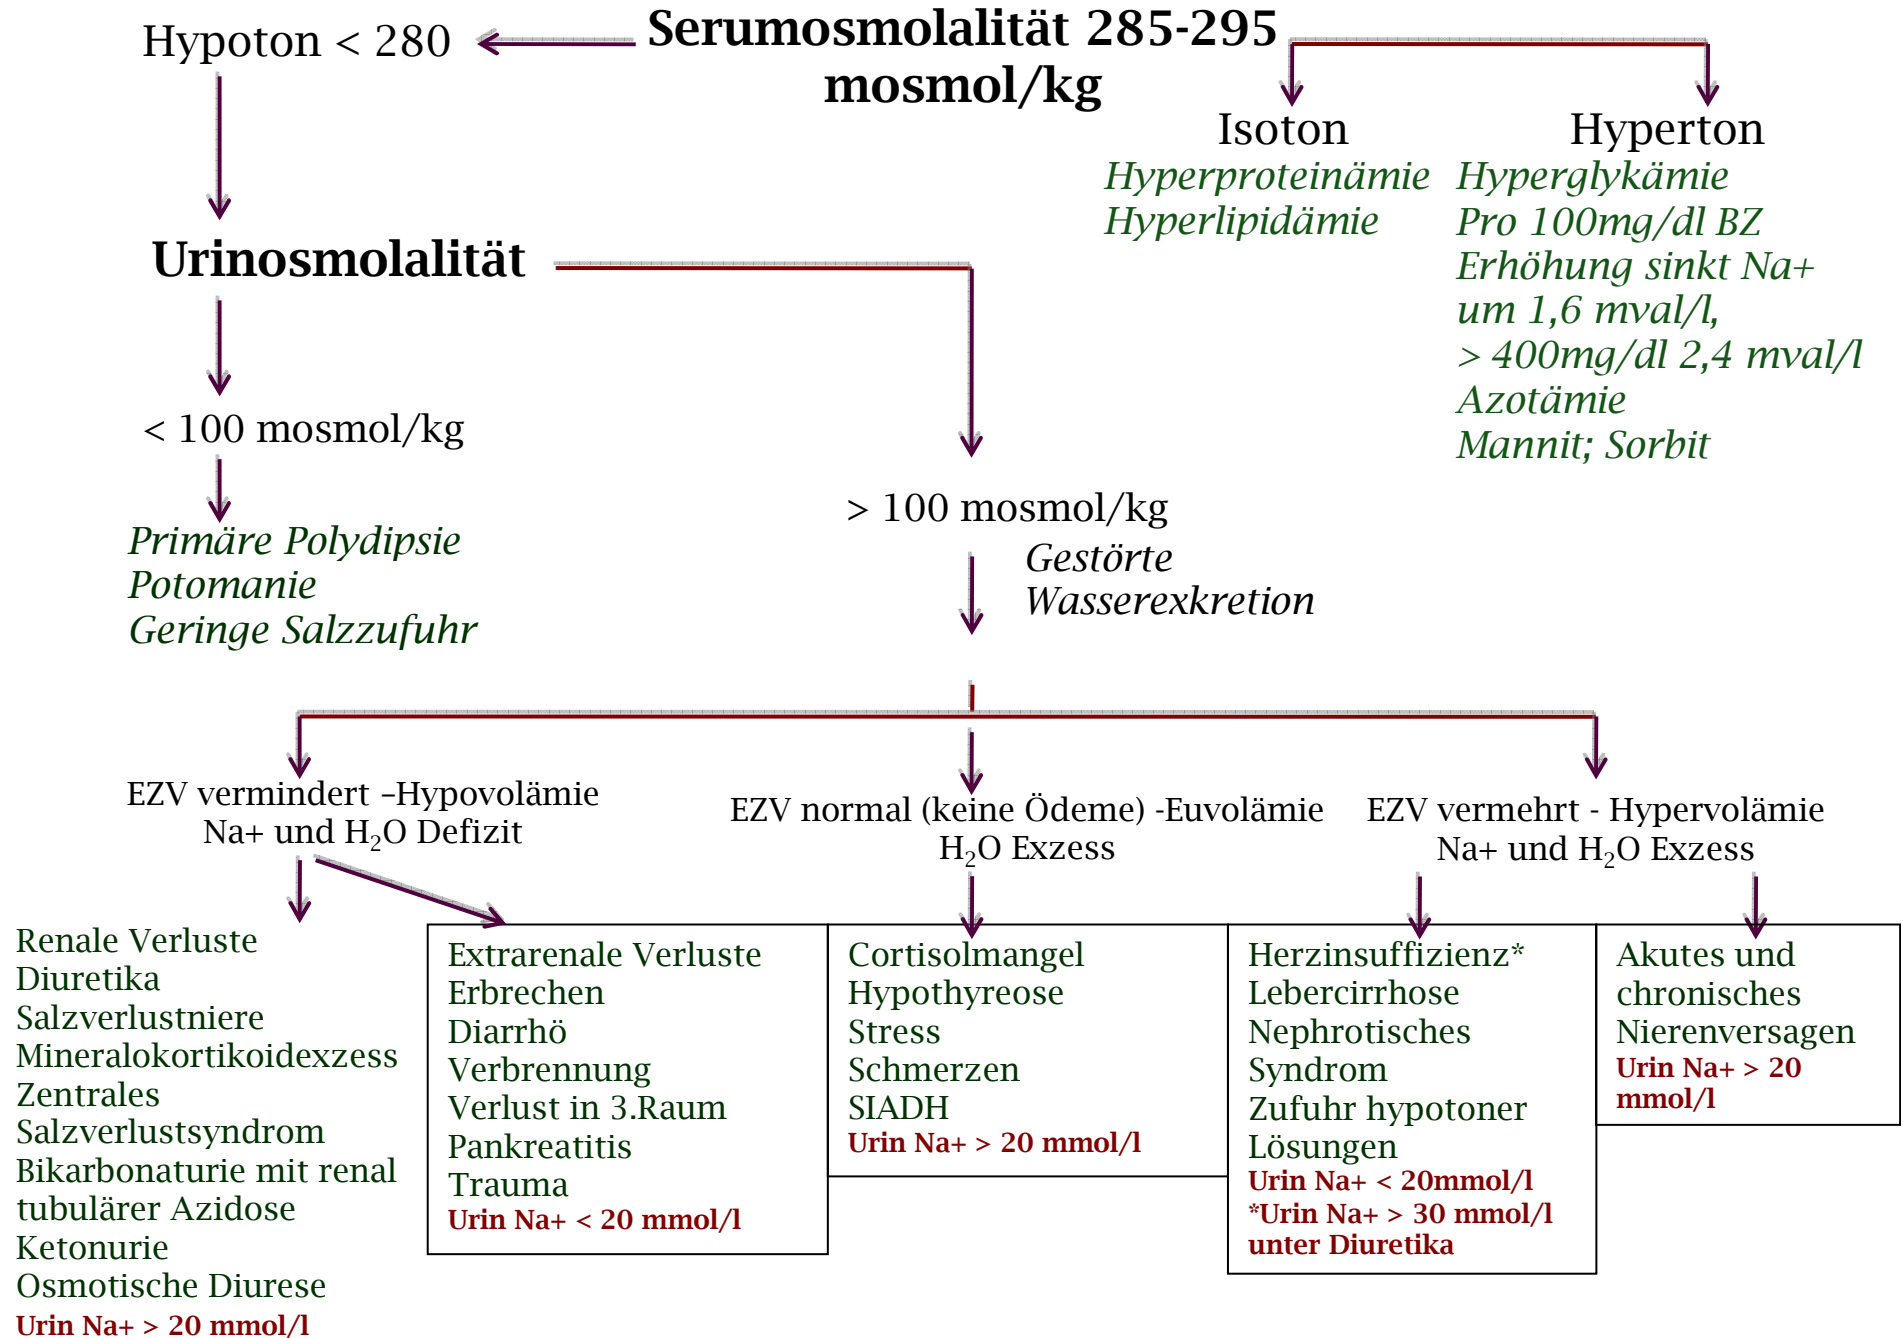 Serumosmolalität 285-295
mosmol/kg
Hypoton < 280
Isoton
Hyperproteinämie
Hyperlipidämie
Hyperton
Hyperglykämie
Pro 100mg/dl BZ
Erhöhung sinkt Na+
um 1,6 mval/l,
> 400mg/dl 2,4 mval/l
Azotämie
Mannit; Sorbit
Urinosmolalität
< 100 mosmol/kg
Primäre Polydipsie
Potomanie
Geringe Salzzufuhr
> 100 mosmol/kg
Gestörte
Wasserexkretion
EZV vermindert –Hypovolämie
Na+ und H₂O Defizit
EZV normal (keine Ödeme) -Euvolämie
H₂O Exzess
EZV vermehrt - Hypervolämie
Na+ und H₂O Exzess
Renale Verluste
Diuretika
Salzverlustniere
Mineralokortikoidexzess
Zentrales
Salzverlustsyndrom
Bikarbonaturie mit renal
tubulärer Azidose
Ketonurie
Osmotische Diurese
Urin Na+ > 20 mmol/l
Extrarenale Verluste
Erbrechen
Diarrhö
Verbrennung
Verlust in 3.Raum
Pankreatitis
Trauma
Urin Na+ < 20 mmol/l
Cortisolmangel
Hypothyreose
Stress
Schmerzen
SIADH
Urin Na+ > 20 mmol/l
Herzinsuffizienz*
Lebercirrhose
Nephrotisches
Syndrom
Zufuhr hypotoner
Lösungen
Urin Na+ < 20mmol/l
*Urin Na+ > 30 mmol/l
unter Diuretika
Akutes und
chronisches
Nierenversagen
Urin Na+ > 20
mmol/l